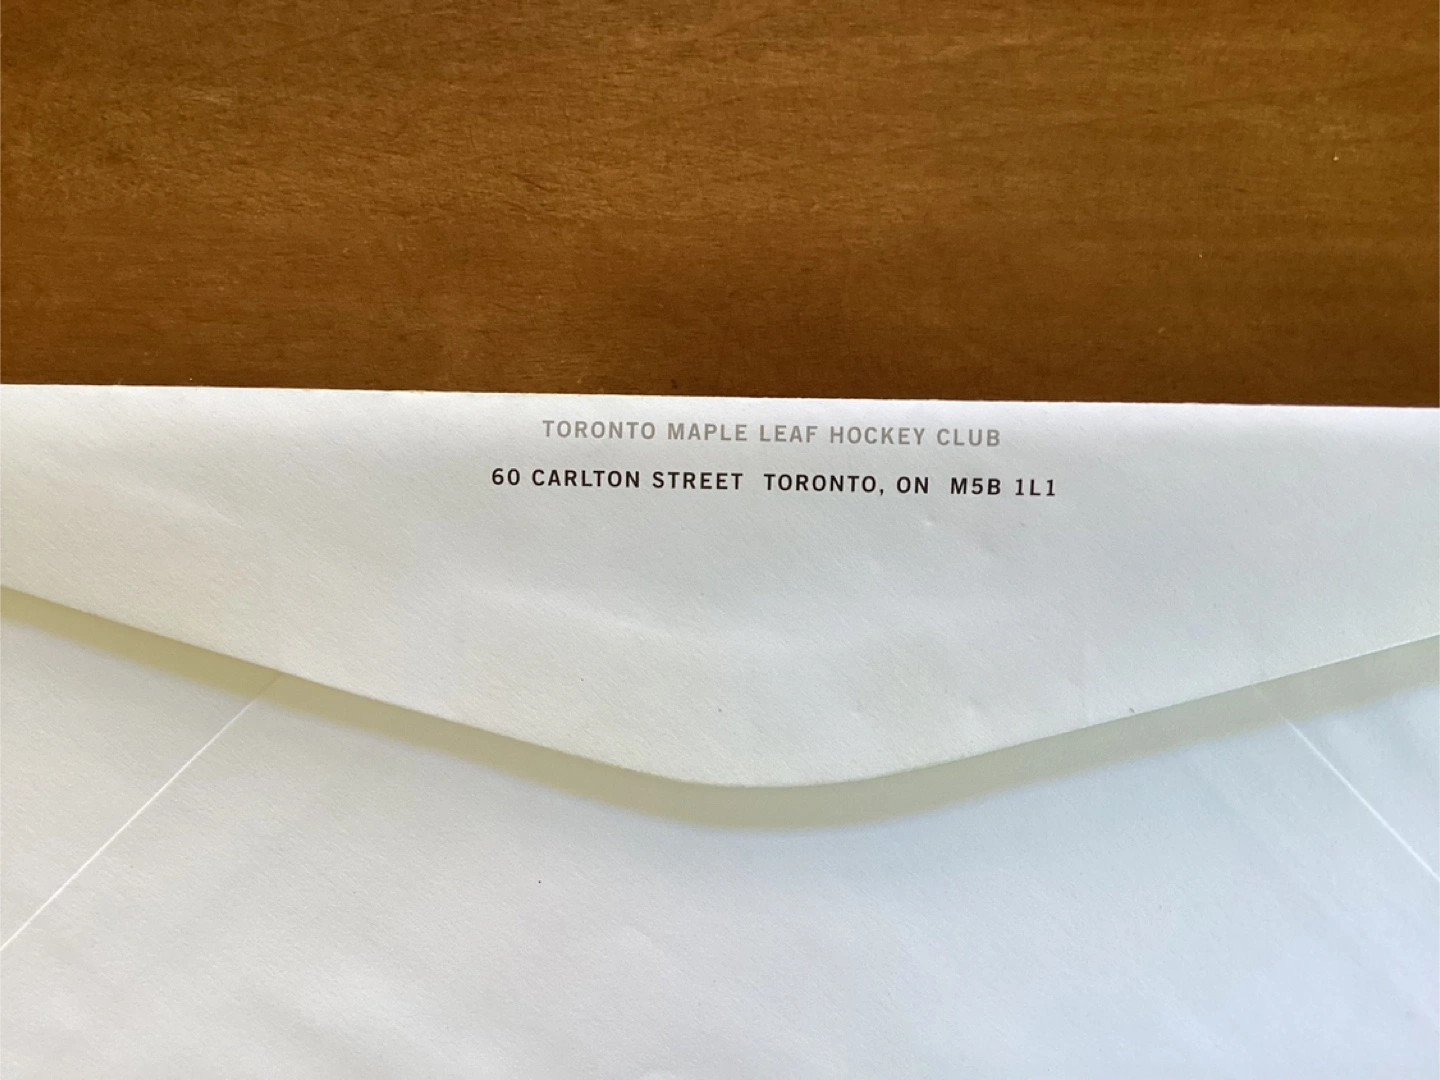 TORONTO MAPLE LEAF HOCKEY CLUB
60 CARLTON STREET TORONTO, ON M5B 1L1